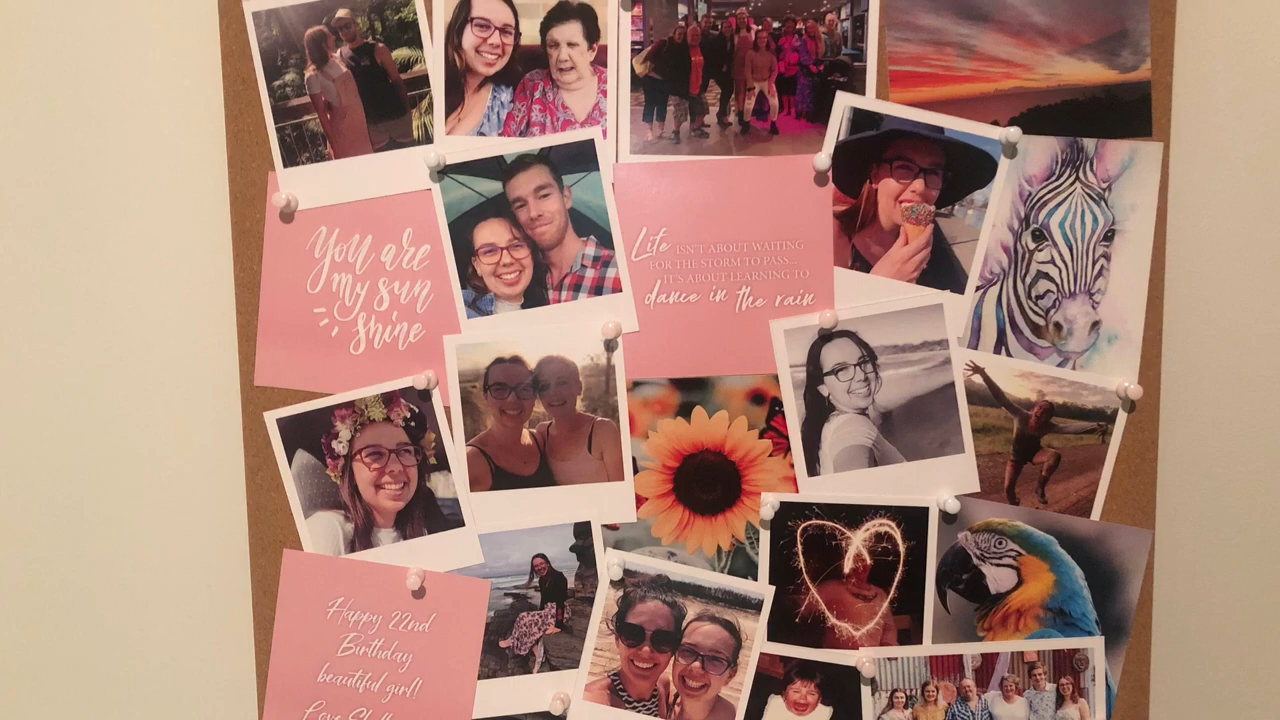 You are
my sun
shine
Life ISN'T ABOUT WAITING
FOR THE STORM TO PASS...
IT'S ABOUT LEARNING TO
dance in the rain
Happy 22nd
Birthday
beautiful girl!
Love